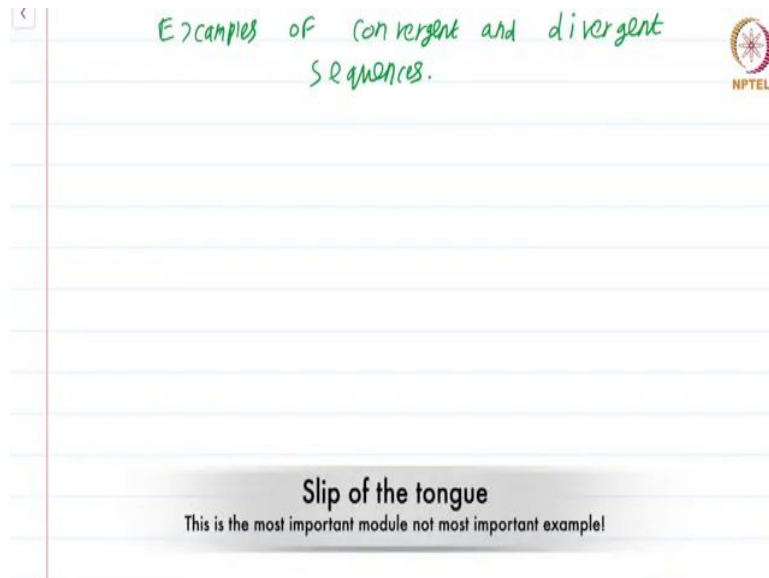 Examples of convergent and divergent
sequences.
NPTEL
Slip of the tongue
This is the most important module not most important example!